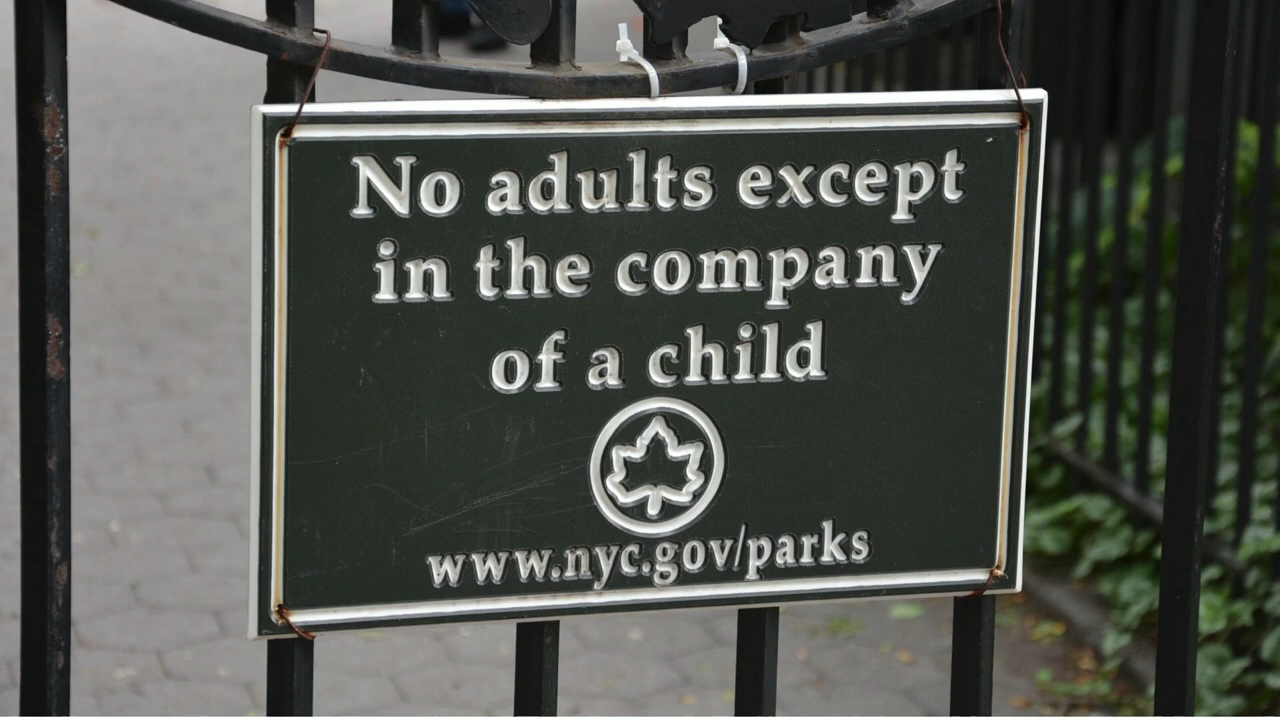 No adults except
in the company
of a child
www.nyc.gov/parks